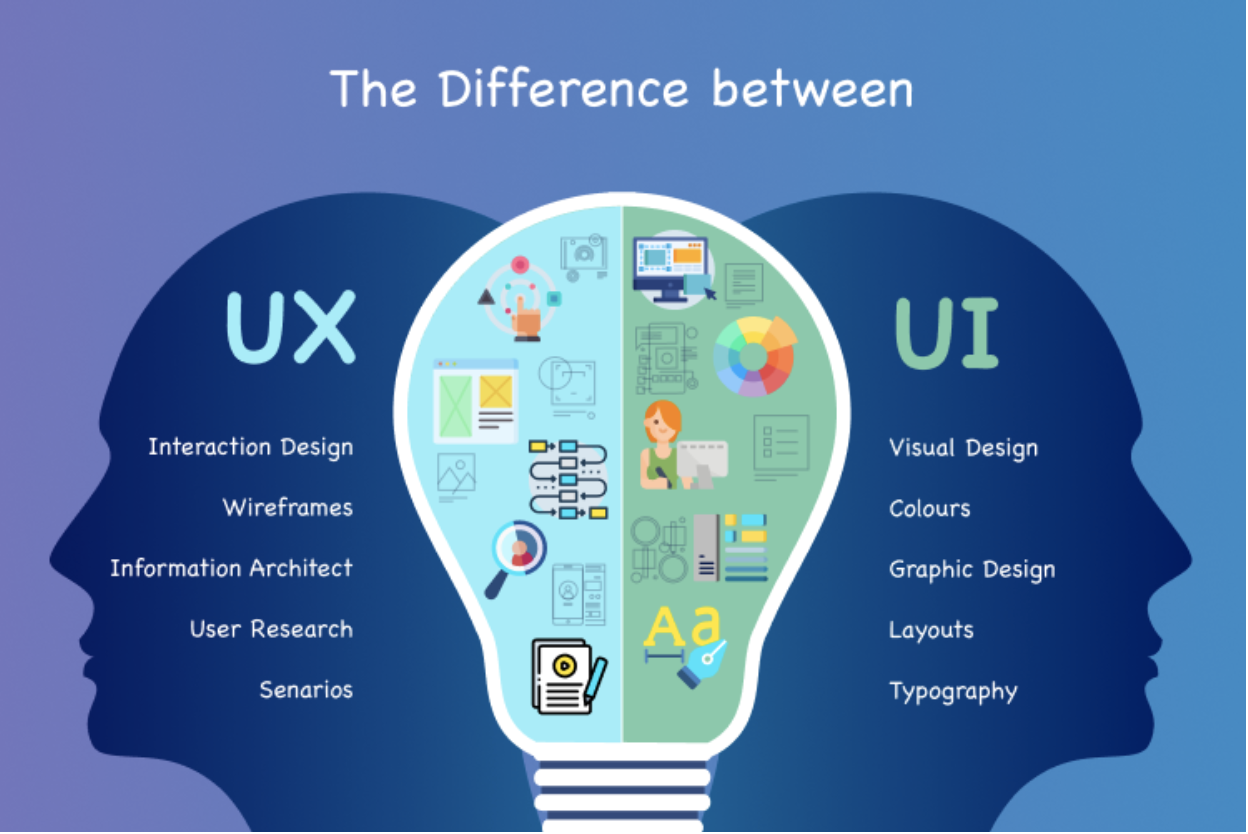 The Difference between
UX
Interaction Design
Wireframes
Information Architect
User Research
Senarios
Aa
UI
Visual Design
Colours
Graphic Design
Layouts
Typography